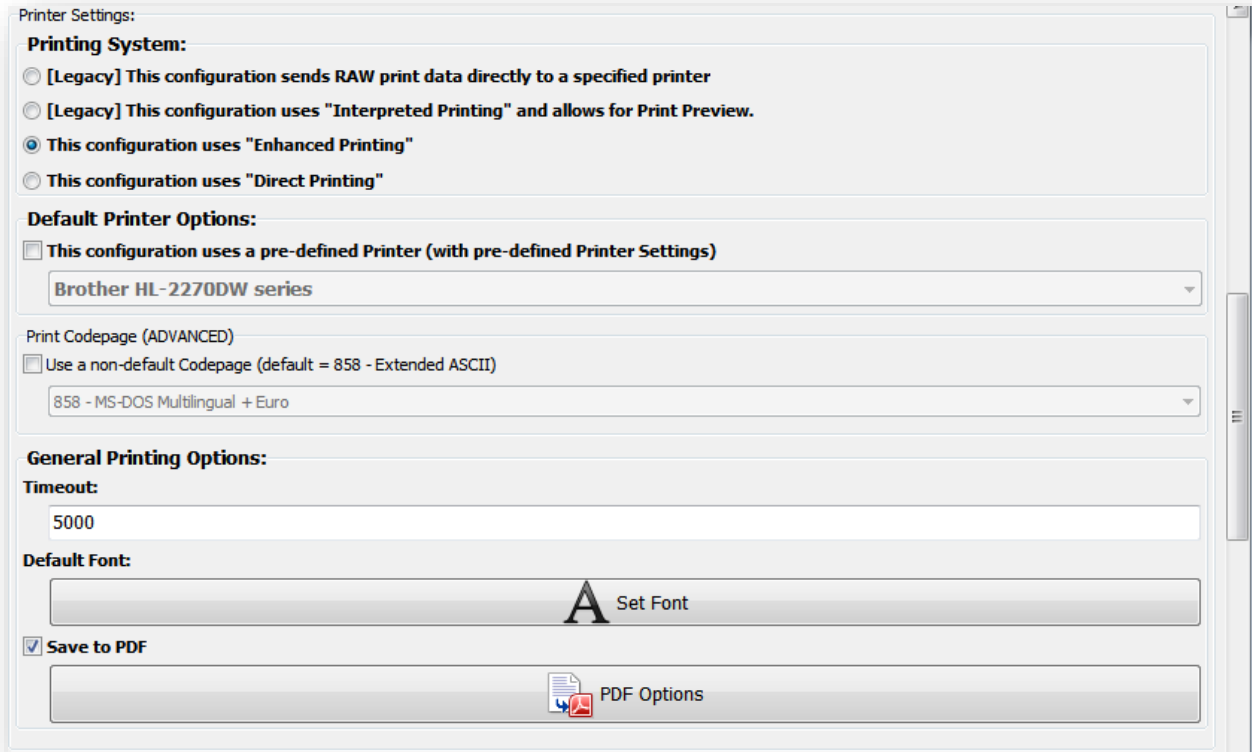 Printer Settings:
Printing System:
[Legacy] This configuration sends RAW print data directly to a specified printer
[Legacy] This configuration uses "Interpreted Printing" and allows for Print Preview.
This configuration uses "Enhanced Printing"
This configuration uses "Direct Printing"
Default Printer Options:
This configuration uses a pre-defined Printer (with pre-defined Printer Settings)
Brother HL-2270DW series
Print Codepage (ADVANCED)
Use a non-default Codepage (default = 858 - Extended ASCII)
858 - MS-DOS Multilingual + Euro
General Printing Options:
Timeout:
5000
Default Font:
A Set Font
Save to PDF
PDF Options